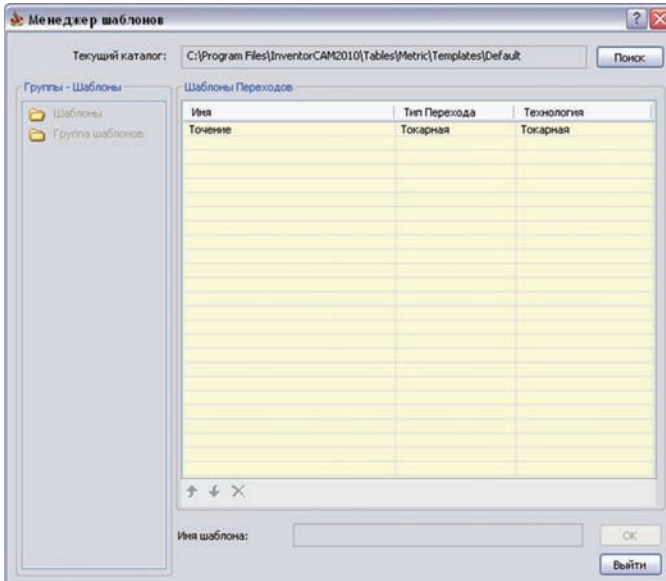 Менеджер шаблонов
Текущий каталог: C:\Program Files\InventorCAM2010\Tables\Metric\Templates\Default Поиск
Группы - Шаблоны
Шаблоны
Группа шаблонов
Шаблоны Переходов
Имя Тип Перехода Технология
Точение Токарная Токарная
Имя шаблона: OK
Выйти